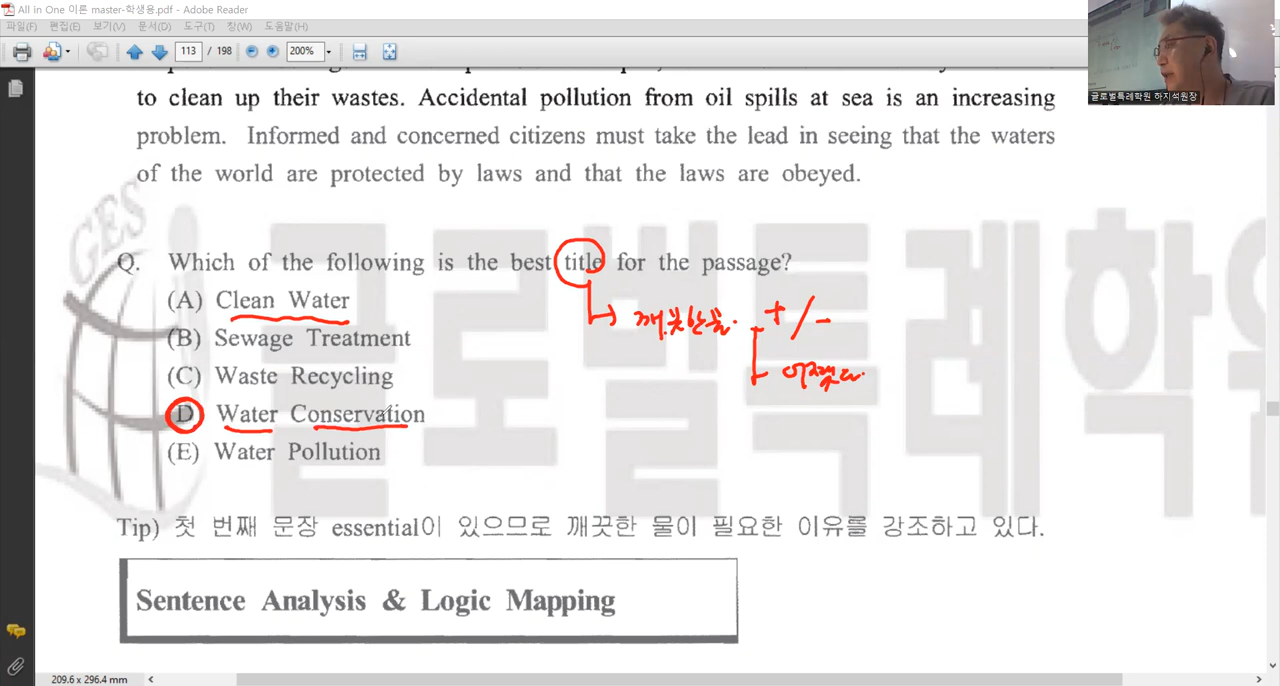 All in One 이론 master-학생용.pdf - Adobe Reader
파일(F) 편집(E) 보기(V) 문서(D) 도구(T) 창(W) 도움말(H)
113 / 198 200%
글로벌특례학원 하지석원장
to clean up their wastes. Accidental pollution from oil spills at sea is an increasing
problem. Informed and concerned citizens must take the lead in seeing that the waters
of the world are protected by laws and that the laws are obeyed.
GES
글로벌특례학원
Q. Which of the following is the best title for the passage?
(A) Clean Water
깨끗한물. + / -
(B) Sewage Treatment
(C) Waste Recycling
D Water Conservation
(E) Water Pollution
Tip) 첫 번째 문장 essential이 있으므로 깨끗한 물이 필요한 이유를 강조하고 있다.
Sentence Analysis & Logic Mapping
209.6 x 296.4 mm